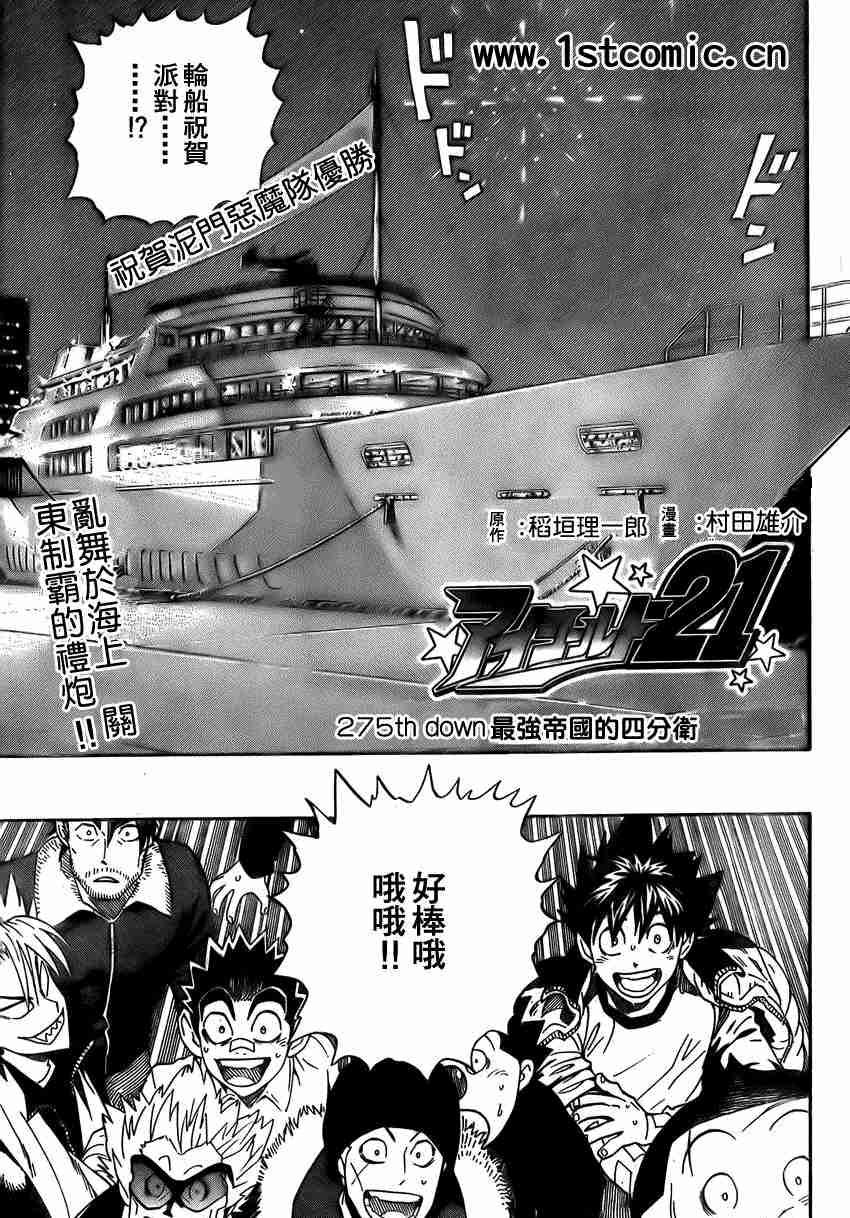 www.1stcomic.cn
輪船祝賀
派對……
……!?
ドン
ドン
祝賀泥門惡魔隊優勝
亂舞於海上 關
東制霸的禮炮!!
原作:稻垣理一郎
漫畫:村田雄介
アイシールド21
275th down 最強帝國的四分衛
好棒哦
哦哦!!